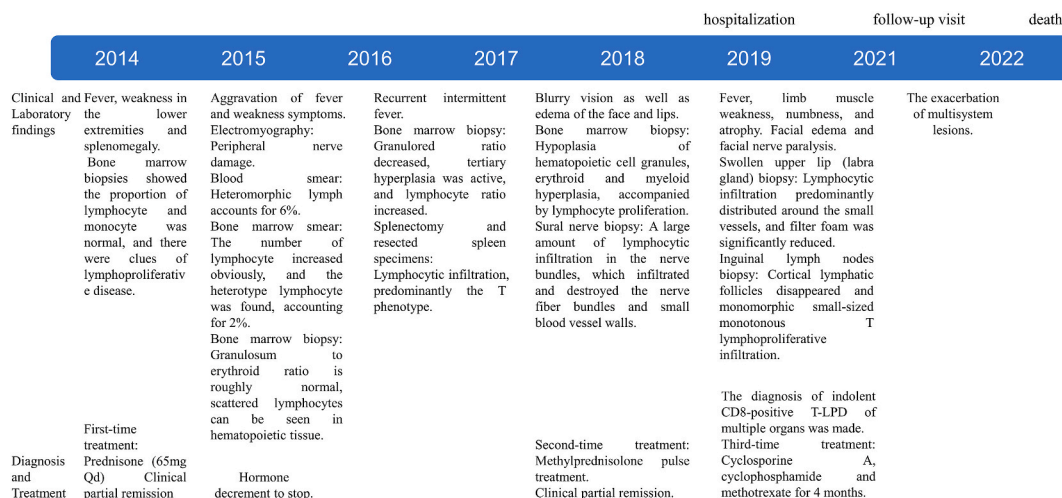 hospitalization follow-up visit death
2014 2015 2016 2017 2018 2019 2021 2022
Clinical and
Laboratory
findings
Fever, weakness in
the lower
extremities and
splenomegaly.
Bone marrow
biopsies showed
the proportion of
lymphocyte and
monocyte was
normal, and there
were clues of
lymphoproliferativ
e disease.
Aggravation of fever
and weakness symptoms.
Electromyography:
Peripheral nerve
damage.
Blood smear:
Heteromorphic lymph
accounts for 6%.
Bone marrow smear:
The number of
lymphocyte increased
obviously, and the
heterotype lymphocyte
was found, accounting
for 2%.
Bone marrow biopsy:
Granulosum to
erythroid ratio is
roughly normal,
scattered lymphocytes
can be seen in
hematopoietic tissue.
Recurrent intermittent
fever.
Bone marrow biopsy:
Granulored ratio
decreased, tertiary
hyperplasia was active,
and lymphocyte ratio
increased.
Splenectomy and
resected spleen
specimens:
Lymphocytic infiltration,
predominantly the T
phenotype.
Blurry vision as well as
edema of the face and lips.
Bone marrow biopsy:
Hypoplasia of
hematopoietic cell granules,
erythroid and myeloid
hyperplasia, accompanied
by lymphocyte proliferation.
Sural nerve biopsy: A large
amount of lymphocytic
infiltration in the nerve
bundles, which infiltrated
and destroyed the nerve
fiber bundles and small
blood vessel walls.
Fever, limb muscle
weakness, numbness, and
atrophy. Facial edema and
facial nerve paralysis.
Swollen upper lip (labra
gland) biopsy: Lymphocytic
infiltration predominantly
distributed around the small
vessels, and filter foam was
significantly reduced.
Inguinal lymph nodes
biopsy: Cortical lymphatic
follicles disappeared and
monomorphic small-sized
monotonous T
lymphoproliferative
infiltration.
The exacerbation
of multisystem
lesions.
Diagnosis
and
Treatment
First-time
treatment:
Prednisone (65mg
Qd) Clinical
partial remission
Hormone
decrement to stop.
Second-time treatment:
Methylprednisolone pulse
treatment.
Clinical partial remission.
The diagnosis of indolent
CD8-positive T-LPD of
multiple organs was made.
Third-time treatment:
Cyclosporine A,
cyclophosphamide and
methotrexate for 4 months.